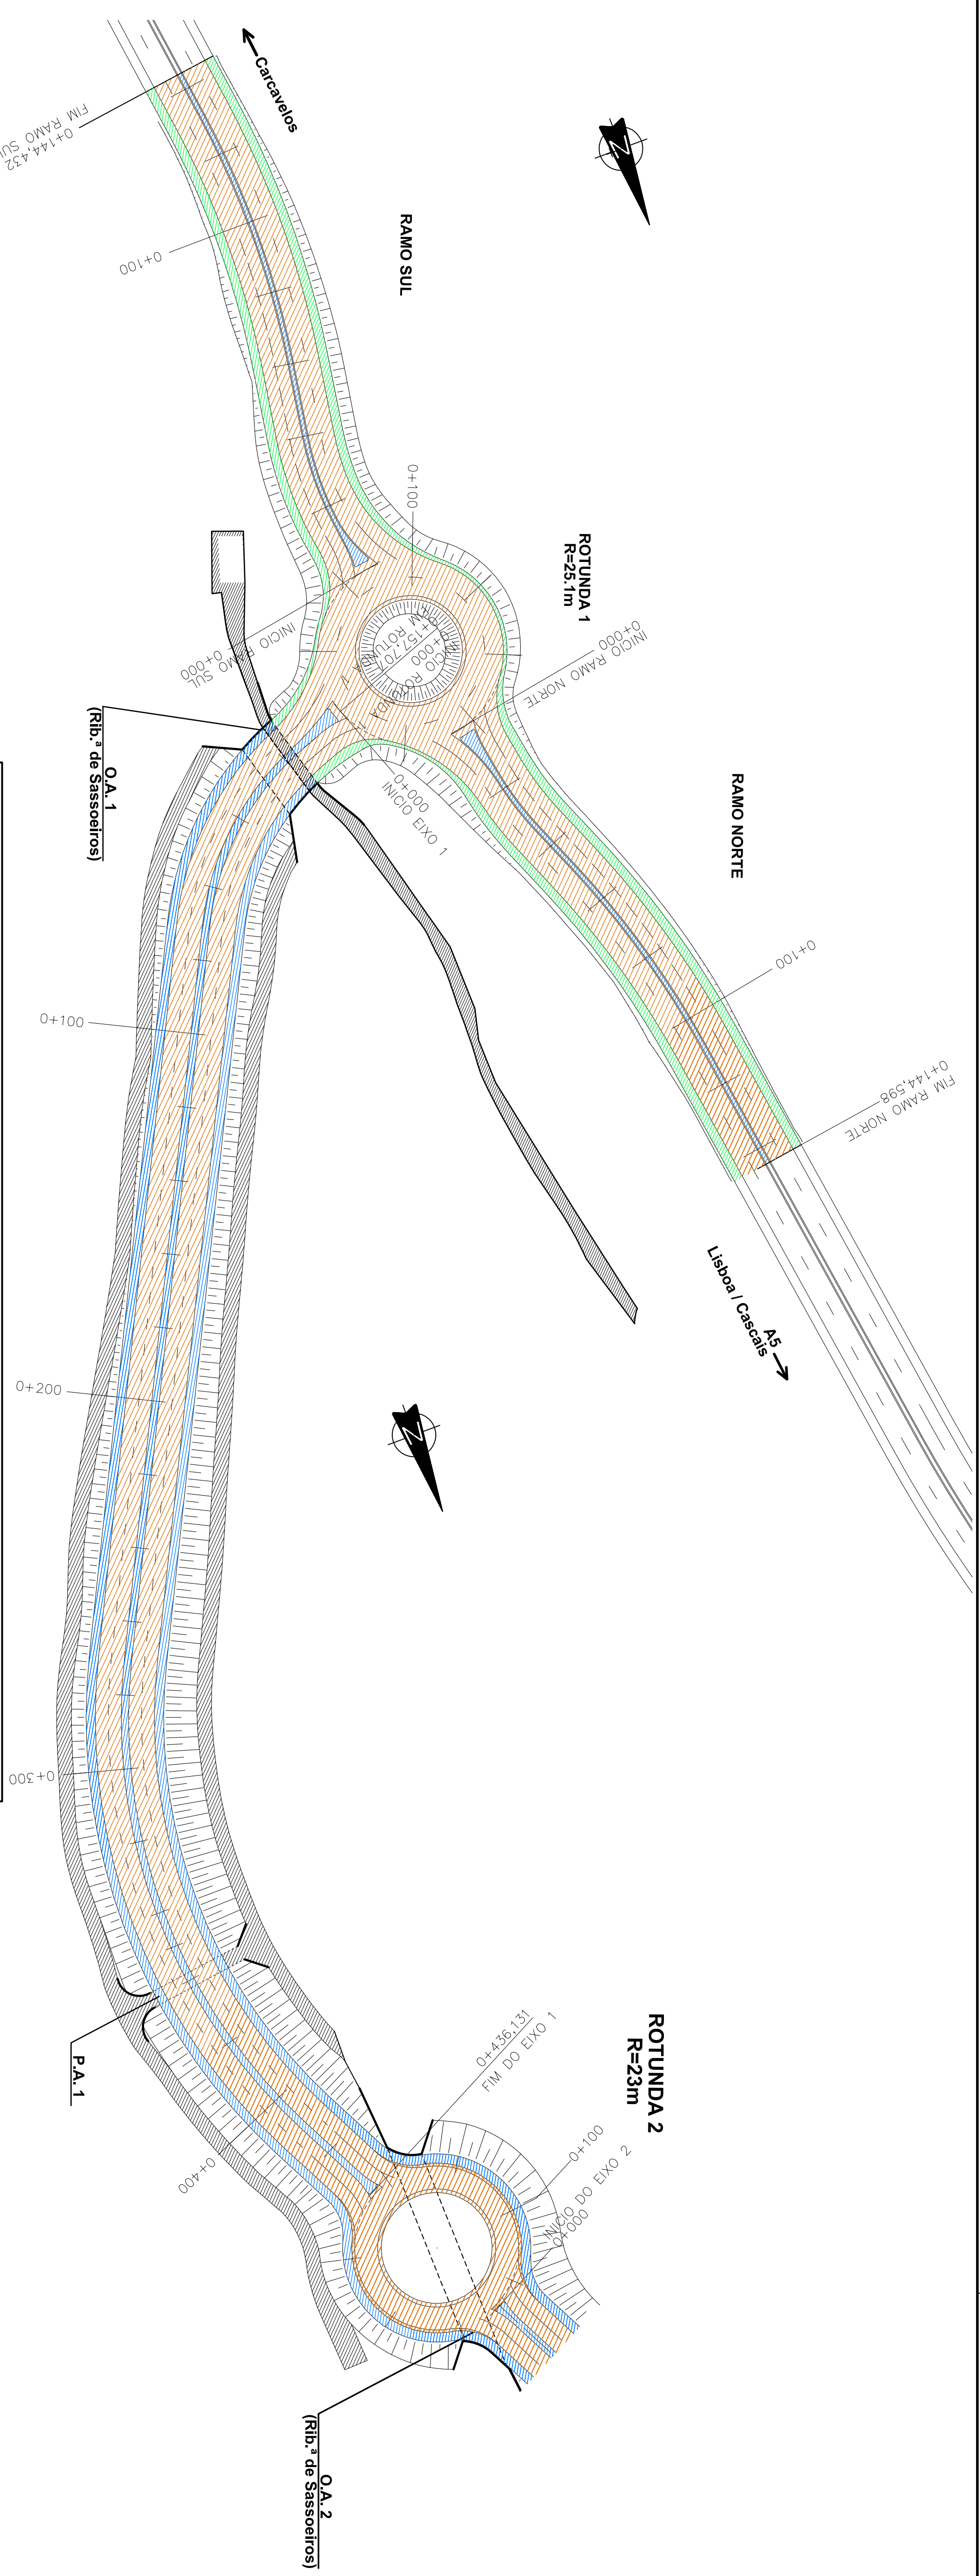 Carcavelos
0+144,432
FIM RAMO SUL
0+100
RAMO SUL
N
0+100
ROTUNDA 1
R=25.1m
0+000
INICIO RAMO NORTE
INICIO RAMO SUL
0+000
0+000
INICIO EIXO 1
O.A. 1
(Rib.ª de Sassoeiros)
RAMO NORTE
0+100
0+144,598
FIM RAMO NORTE
A5
Lisboa / Cascais
0+100
0+200
N
0+300
P.A. 1
0+400
0+436,131
FIM DO EIXO 1
ROTUNDA 2
R=23m
0+100
INICIO DO EIXO 2
0+000
O.A. 2
(Rib.ª de Sassoeiros)